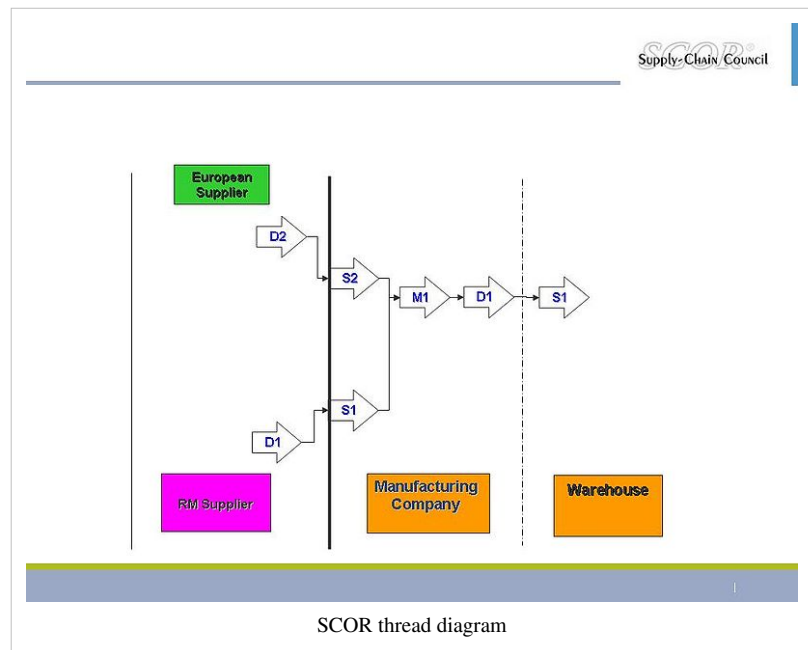 SCOR®
Supply-Chain Council
European
Supplier
D2
S2
M1
D1
S1
S1
D1
RM Supplier
Manufacturing
Company
Warehouse
SCOR thread diagram